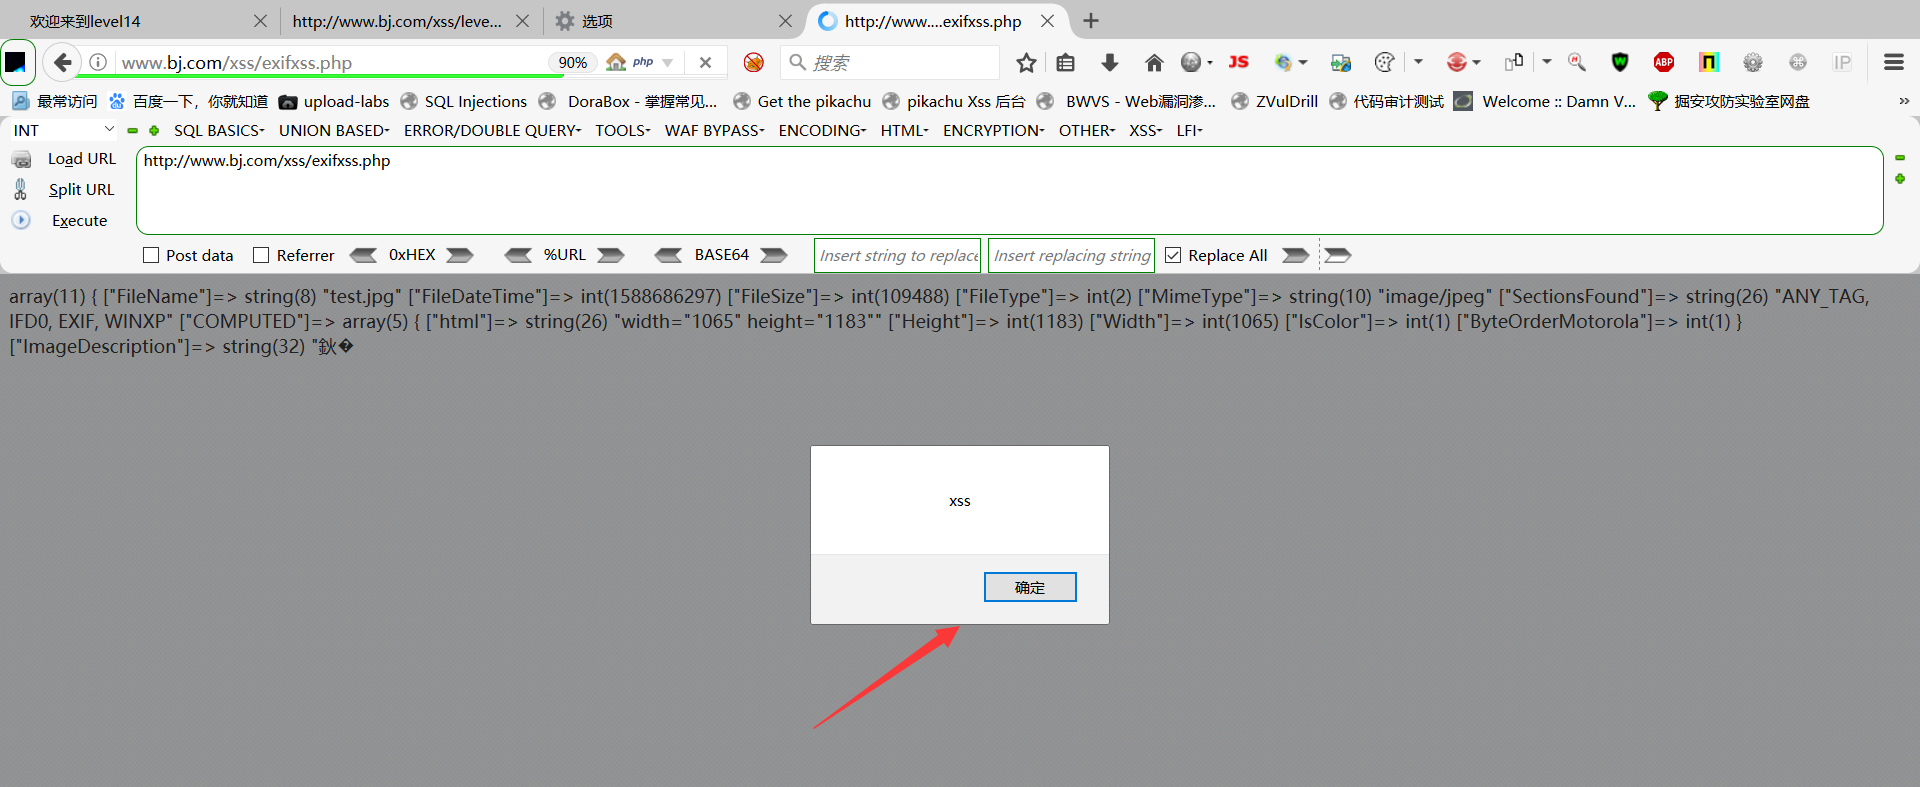 欢迎来到level14
http://www.bj.com/xss/leve...
选项
http://www....exifxss.php
www.bj.com/xss/exifxss.php
90%
php
搜索
JS
ABP
IP
最常访问
百度一下，你就知道
upload-labs
SQL Injections
DoraBox - 掌握常见...
Get the pikachu
pikachu Xss 后台
BWVS - Web漏洞渗...
ZVulDrill
代码审计测试
Welcome :: Damn V...
掘安攻防实验室网盘
INT
SQL BASICS
UNION BASED
ERROR/DOUBLE QUERY
TOOLS
WAF BYPASS
ENCODING
HTML
ENCRYPTION
OTHER
XSS
LFI
Load URL
http://www.bj.com/xss/exifxss.php
Split URL
Execute
Post data
Referrer
0xHEX
%URL
BASE64
Insert string to replace
Insert replacing string
Replace All
array(11) { ["FileName"]=> string(8) "test.jpg" ["FileDateTime"]=> int(1588686297) ["FileSize"]=> int(109488) ["FileType"]=> int(2) ["MimeType"]=> string(10) "image/jpeg" ["SectionsFound"]=> string(26) "ANY_TAG,
IFD0, EXIF, WINXP" ["COMPUTED"]=> array(5) { ["html"]=> string(26) "width="1065" height="1183"" ["Height"]=> int(1183) ["Width"]=> int(1065) ["IsColor"]=> int(1) ["ByteOrderMotorola"]=> int(1) }
["ImageDescription"]=> string(32) "鈥�
xss
确定